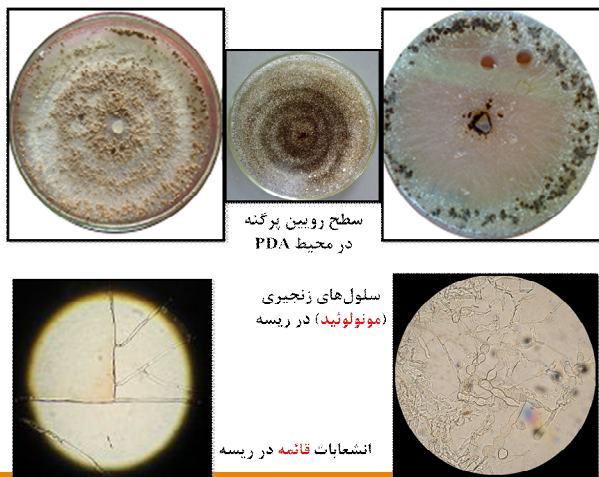 سطح رویین پرگنه
در محیط PDA
سلول‌های زنجیری
(مونولوئید) در ریسه
انشعابات قائمه در ریسه